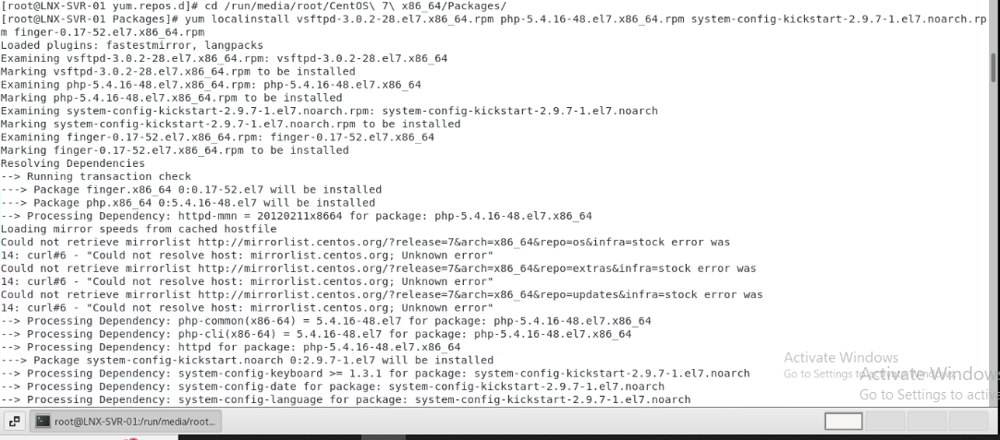 [root@LNX-SVR-01 yum.repos.d]# cd /run/media/root/CentOS\ 7\ x86_64/Packages/
[root@LNX-SVR-01 Packages]# yum localinstall vsftpd-3.0.2-28.el7.x86_64.rpm php-5.4.16-48.el7.x86_64.rpm system-config-kickstart-2.9.7-1.el7.noarch.rp
m finger-0.17-52.el7.x86_64.rpm
Loaded plugins: fastestmirror, langpacks
Examining vsftpd-3.0.2-28.el7.x86_64.rpm: vsftpd-3.0.2-28.el7.x86_64
Marking vsftpd-3.0.2-28.el7.x86_64.rpm to be installed
Examining php-5.4.16-48.el7.x86_64.rpm: php-5.4.16-48.el7.x86_64
Marking php-5.4.16-48.el7.x86_64.rpm to be installed
Examining system-config-kickstart-2.9.7-1.el7.noarch.rpm: system-config-kickstart-2.9.7-1.el7.noarch
Marking system-config-kickstart-2.9.7-1.el7.noarch.rpm to be installed
Examining finger-0.17-52.el7.x86_64.rpm: finger-0.17-52.el7.x86_64
Marking finger-0.17-52.el7.x86_64.rpm to be installed
Resolving Dependencies
--> Running transaction check
---> Package finger.x86_64 0:0.17-52.el7 will be installed
---> Package php.x86_64 0:5.4.16-48.el7 will be installed
--> Processing Dependency: httpd-mmn = 20120211x8664 for package: php-5.4.16-48.el7.x86_64
Loading mirror speeds from cached hostfile
Could not retrieve mirrorlist http://mirrorlist.centos.org/?release=7&arch=x86_64&repo=os&infra=stock error was
14: curl#6 - "Could not resolve host: mirrorlist.centos.org; Unknown error"
Could not retrieve mirrorlist http://mirrorlist.centos.org/?release=7&arch=x86_64&repo=extras&infra=stock error was
14: curl#6 - "Could not resolve host: mirrorlist.centos.org; Unknown error"
Could not retrieve mirrorlist http://mirrorlist.centos.org/?release=7&arch=x86_64&repo=updates&infra=stock error was
14: curl#6 - "Could not resolve host: mirrorlist.centos.org; Unknown error"
--> Processing Dependency: php-common(x86-64) = 5.4.16-48.el7 for package: php-5.4.16-48.el7.x86_64
--> Processing Dependency: php-cli(x86-64) = 5.4.16-48.el7 for package: php-5.4.16-48.el7.x86_64
--> Processing Dependency: httpd for package: php-5.4.16-48.el7.x86_64
---> Package system-config-kickstart.noarch 0:2.9.7-1.el7 will be installed
--> Processing Dependency: system-config-keyboard >= 1.3.1 for package: system-config-kickstart-2.9.7-1.el7.noarch
--> Processing Dependency: system-config-date for package: system-config-kickstart-2.9.7-1.el7.noarch
--> Processing Dependency: system-config-language for package: system-config-kickstart-2.9.7-1.el7.noarch
Activate Windows
Go to Settings to
Activate Windows
Go to Settings to activa
root@LNX-SVR-01:/run/media/root...